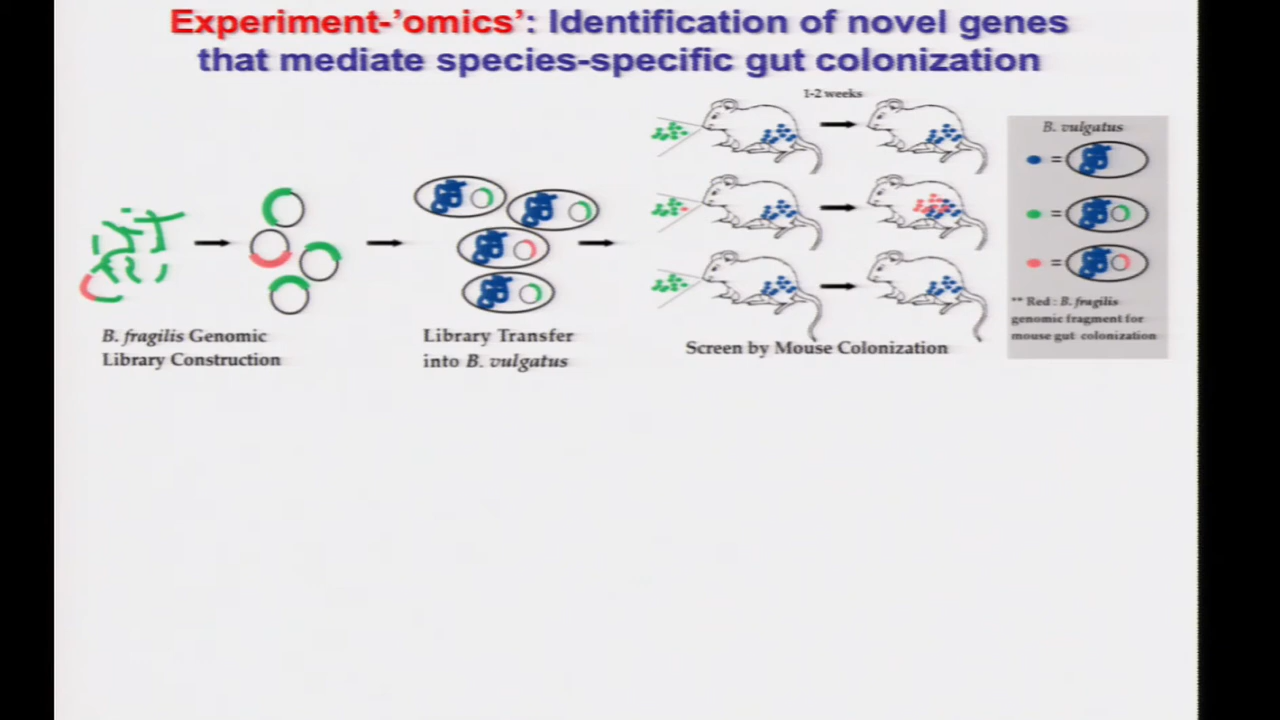 Experiment-’omics’: Identification of novel genes
that mediate species-specific gut colonization
B. fragilis Genomic
Library Construction
Library Transfer
into B. vulgatus
1-2 weeks
Screen by Mouse Colonization
B. vulgatus
=
=
=
** Red : B. fragilis
genomic fragment for
mouse gut colonization